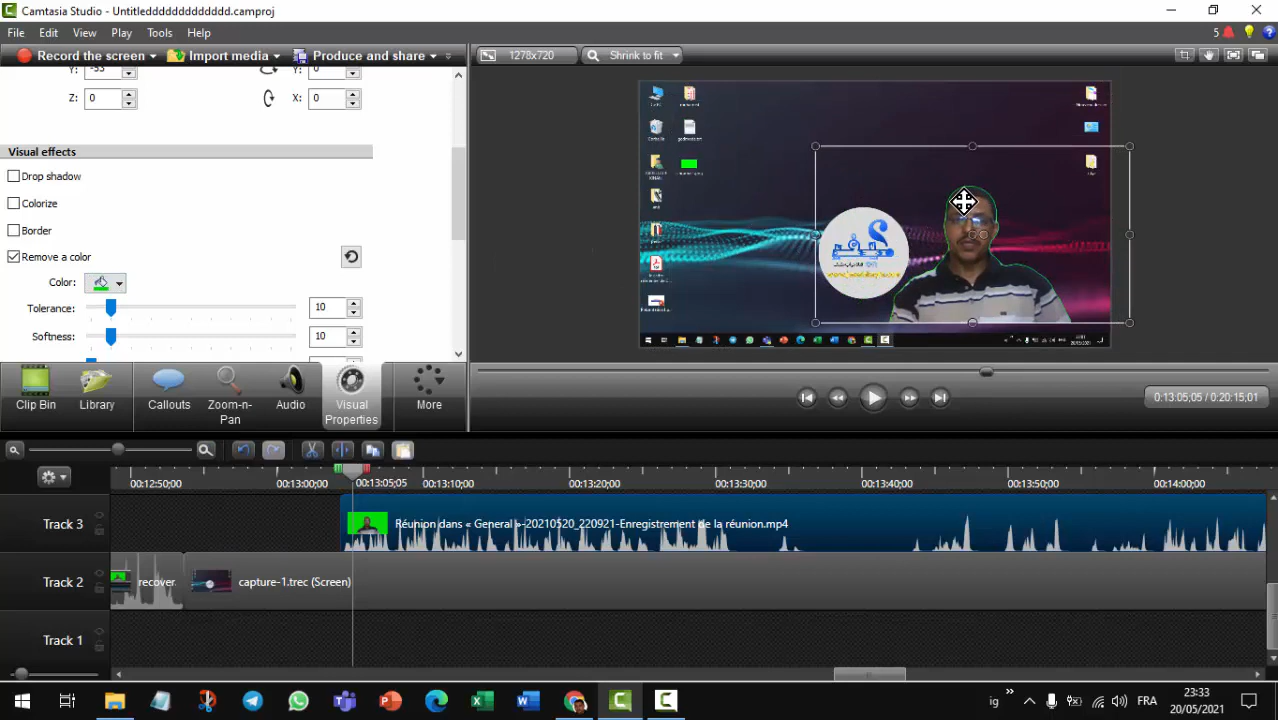 Camtasia Studio - Untitleddddddddddddd.camproj
File Edit View Play Tools Help
5
Record the screen Import media Produce and share
1278x720 Shrink to fit
Y: -53 Y: 0
Z: 0 X: 0
Visual effects
Drop shadow
Colorize
Border
Remove a color
Color:
Tolerance: 10
Softness: 10
Clip Bin Library Callouts Zoom-n-Pan Audio Visual Properties More
0:13:05;05 / 0:20:15;01
00:12:50;00 00:13:00;00 00:13:05;05 00:13:10;00 00:13:20;00 00:13:30;00 00:13:40;00 00:13:50;00 00:14:00;00
Track 3 Réunion dans « General »-20210520_220921-Enregistrement de la réunion.mp4
Track 2 recover. capture-1.trec (Screen)
Track 1
ig FRA 23:33
20/05/2021